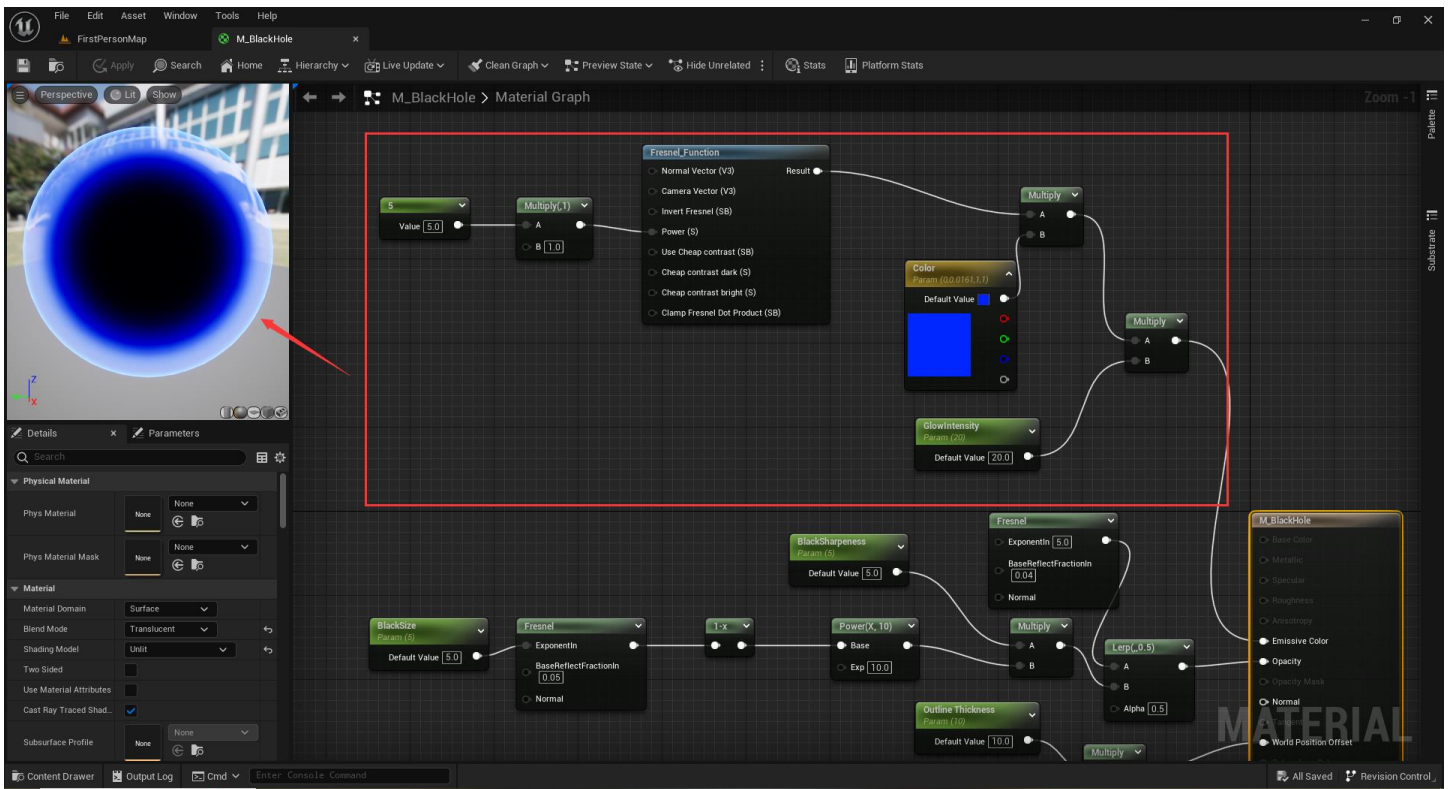 File Edit Asset Window Tools Help
FirstPersonMap
M_BlackHole
Apply
Search
Home
Hierarchy
Live Update
Clean Graph
Preview State
Hide Unrelated
Stats
Platform Stats
Perspective
Lit
Show
M_BlackHole > Material Graph
Zoom -1
Palette
Substrate
Fresnel_Function
Normal Vector (V3)
Result
Camera Vector (V3)
Invert Fresnel (SB)
Power (S)
Use Cheap contrast (SB)
Cheap contrast dark (S)
Cheap contrast bright (S)
Clamp Fresnel Dot Product (SB)
5
Value 5.0
Multiply(,1)
A
B 1.0
Multiply
A
B
Color
Param (0,0.0161,1,1)
Default Value
Multiply
A
B
GlowIntensity
Param (20)
Default Value 20.0
Z
X
Details
Parameters
Search
Physical Material
Phys Material
None
None
Phys Material Mask
None
None
Material
Material Domain
Surface
Blend Mode
Translucent
Shading Model
Unlit
Two Sided
Use Material Attributes
Cast Ray Traced Shad..
Subsurface Profile
None
None
BlackSharpeness
Param (5)
Default Value 5.0
Fresnel
ExponentIn 5.0
BaseReflectFractionIn
0.04
Normal
BlackSize
Param (5)
Default Value 5.0
Fresnel
ExponentIn
BaseReflectFractionIn
0.05
Normal
1-x
Power(X, 10)
Base
Exp 10.0
Multiply
A
B
Lerp(,,0.5)
A
B
Alpha 0.5
Outline Thickness
Param (10)
Default Value 10.0
Multiply
M_BlackHole
Base Color
Metallic
Specular
Roughness
Anisotropy
Emissive Color
Opacity
Opacity Mask
Normal
Tangent
World Position Offset
MATERIAL
Content Drawer
Output Log
Cmd
Enter Console Command
All Saved
Revision Control